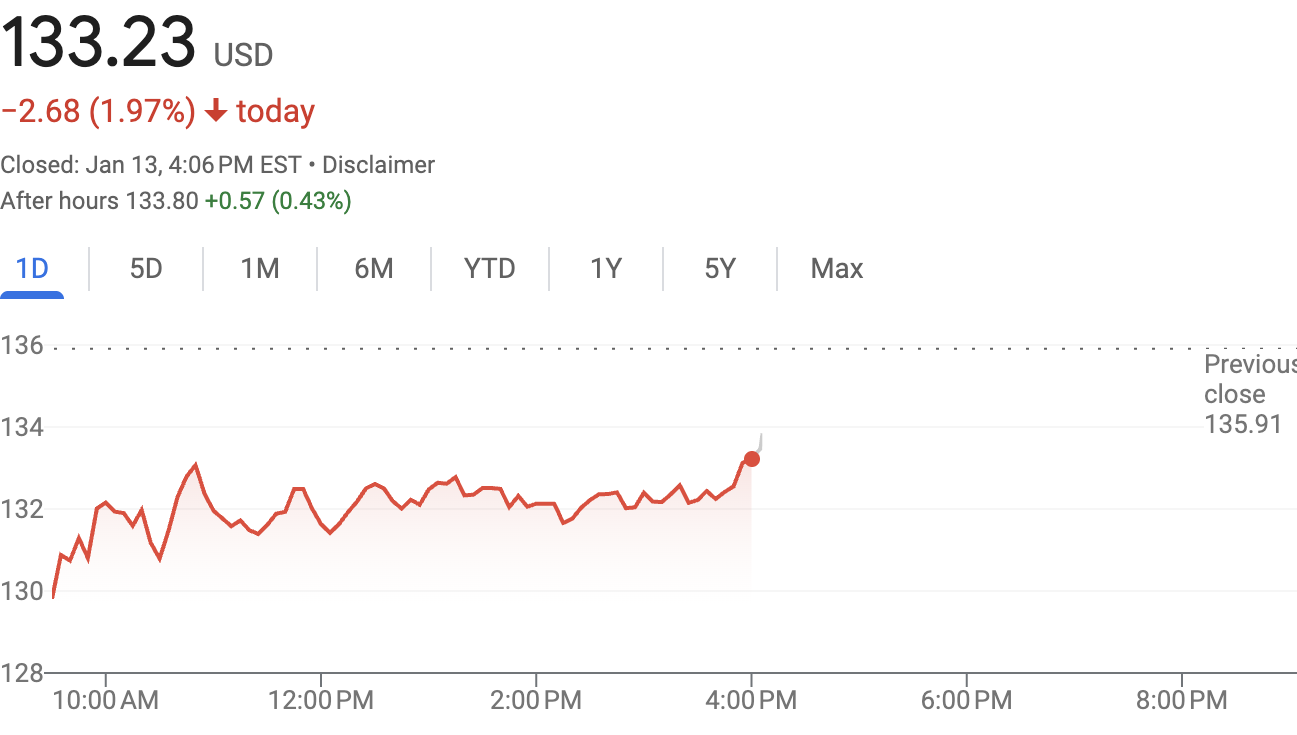 133.23 USD
−2.68 (1.97%) ↓ today
Closed: Jan 13, 4:06 PM EST • Disclaimer
After hours 133.80 +0.57 (0.43%)
1D 5D 1M 6M YTD 1Y 5Y Max
136
Previous
close
135.91
134
132
130
128
10:00 AM 12:00 PM 2:00 PM 4:00 PM 6:00 PM 8:00 PM